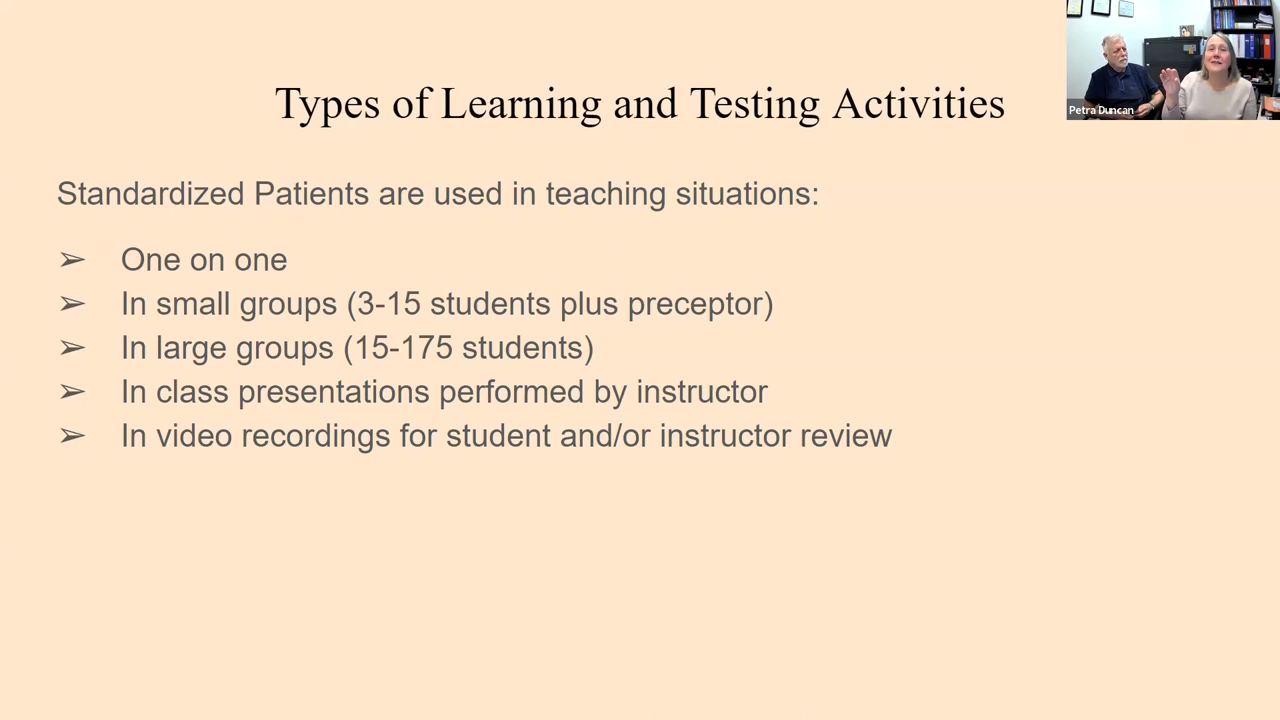 Types of Learning and Testing Activities
Petra Duncan
Standardized Patients are used in teaching situations:
➢ One on one
➢ In small groups (3-15 students plus preceptor)
➢ In large groups (15-175 students)
➢ In class presentations performed by instructor
➢ In video recordings for student and/or instructor review